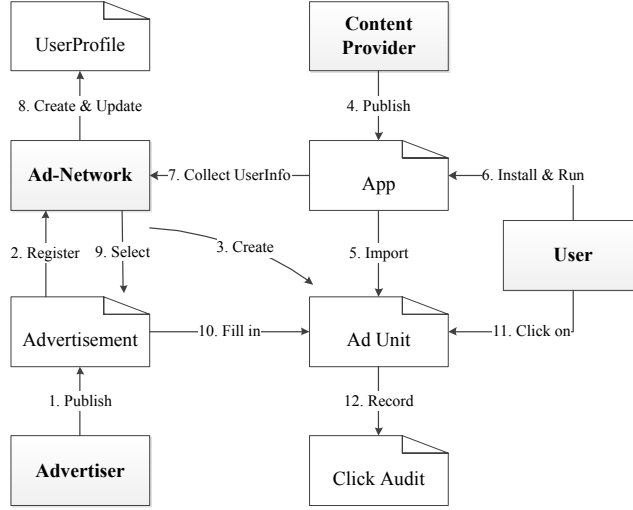 UserProfile
Content
Provider
8. Create & Update
4. Publish
Ad-Network
7. Collect UserInfo
App
6. Install & Run
2. Register
9. Select
3. Create
5. Import
User
Advertisement
10. Fill in
Ad Unit
11. Click on
1. Publish
12. Record
Advertiser
Click Audit